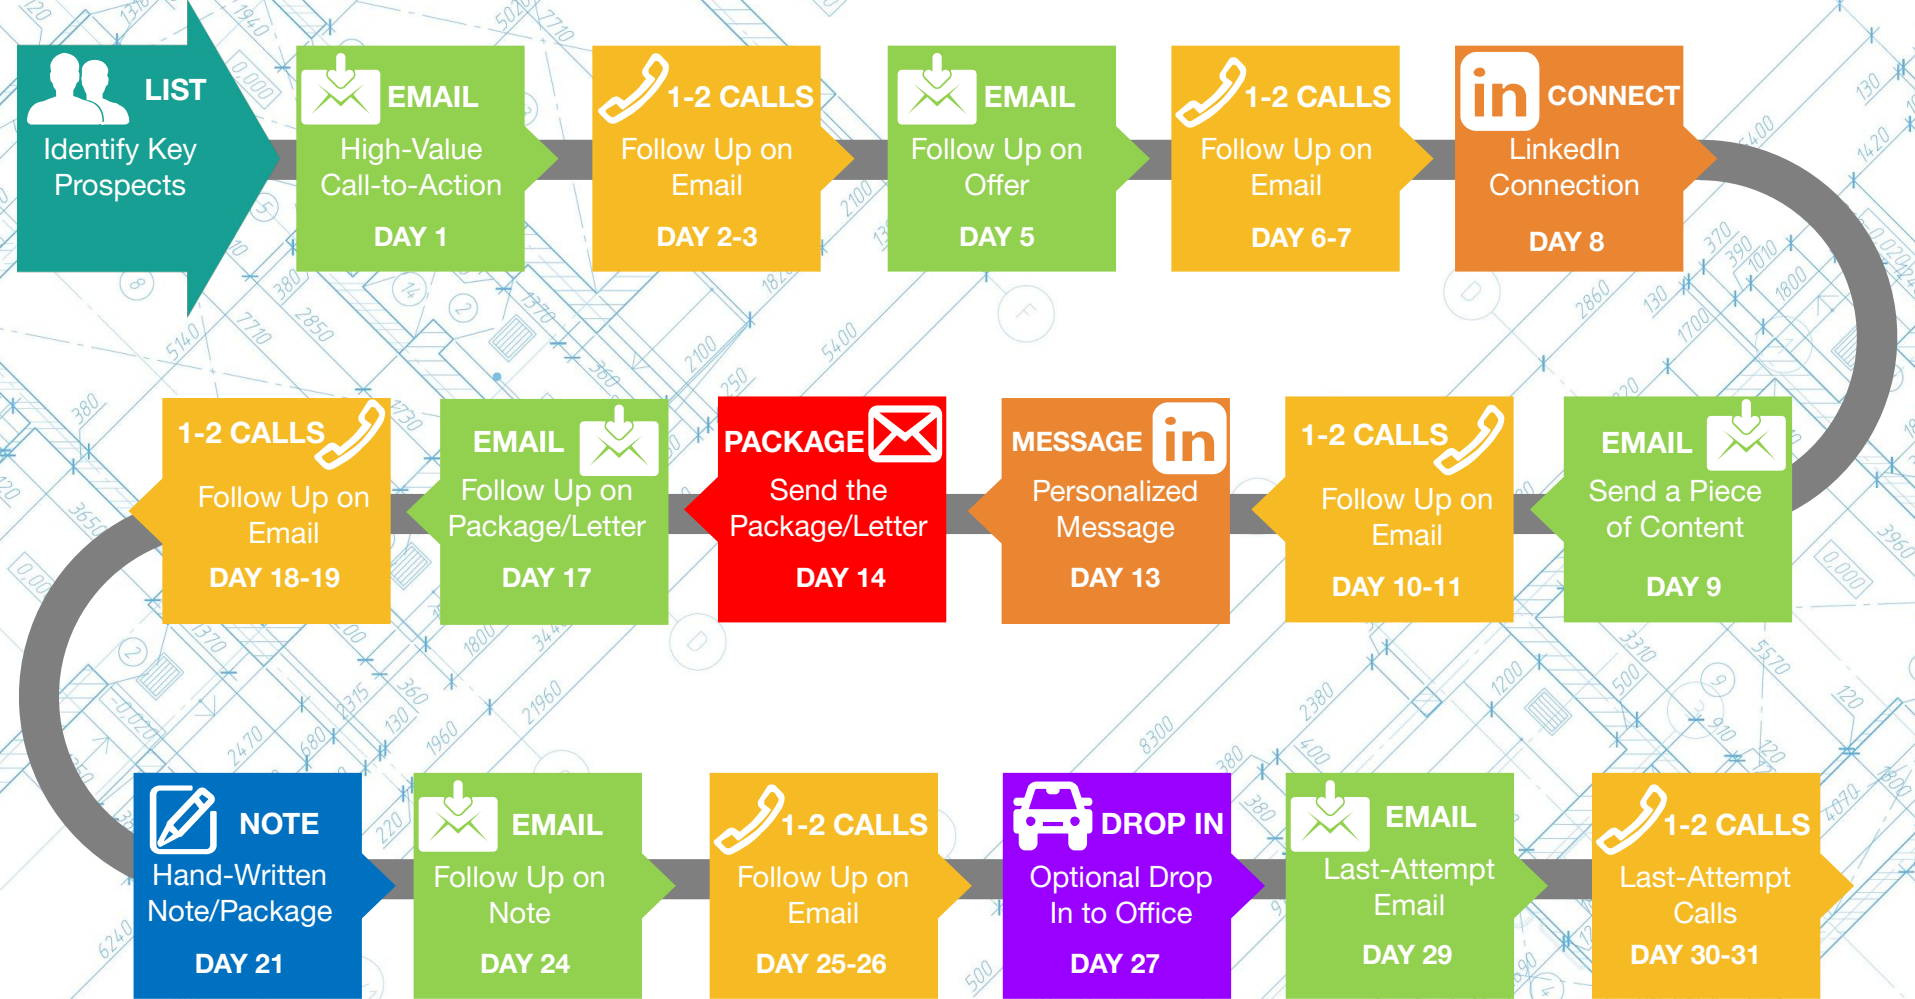 LIST
Identify Key
Prospects
EMAIL
High-Value
Call-to-Action
DAY 1
1-2 CALLS
Follow Up on
Email
DAY 2-3
EMAIL
Follow Up on
Offer
DAY 5
1-2 CALLS
Follow Up on
Email
DAY 6-7
in CONNECT
LinkedIn
Connection
DAY 8
EMAIL
Send a Piece
of Content
DAY 9
1-2 CALLS
Follow Up on
Email
DAY 10-11
MESSAGE in
Personalized
Message
DAY 13
PACKAGE
Send the
Package/Letter
DAY 14
EMAIL
Follow Up on
Package/Letter
DAY 17
1-2 CALLS
Follow Up on
Email
DAY 18-19
NOTE
Hand-Written
Note/Package
DAY 21
EMAIL
Follow Up on
Note
DAY 24
1-2 CALLS
Follow Up on
Email
DAY 25-26
DROP IN
Optional Drop
In to Office
DAY 27
EMAIL
Last-Attempt
Email
DAY 29
1-2 CALLS
Last-Attempt
Calls
DAY 30-31